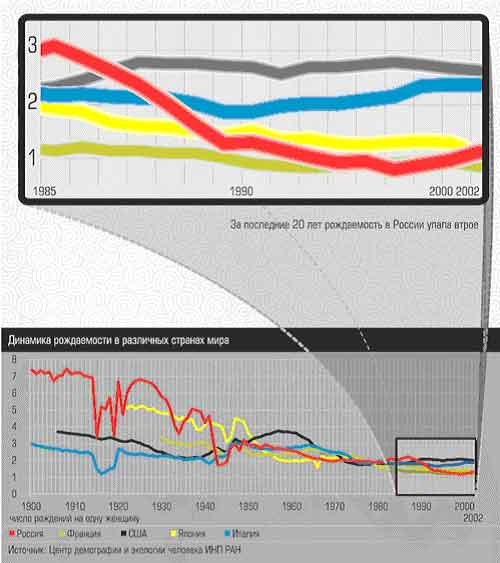 3
2
1
1985 1990 2000 2002
За последние 20 лет рождаемость в России упала втрое
Динамика рождаемости в различных странах мира
8
7
6
5
4
3
2
1
0
1900 1910 1920 1930 1940 1950 1960 1970 1980 1990 2000
2002
число рождений на одну женщину
Россия Франция США Япония Италия
Источник: Центр демографии и экологии человека ИНП РАН